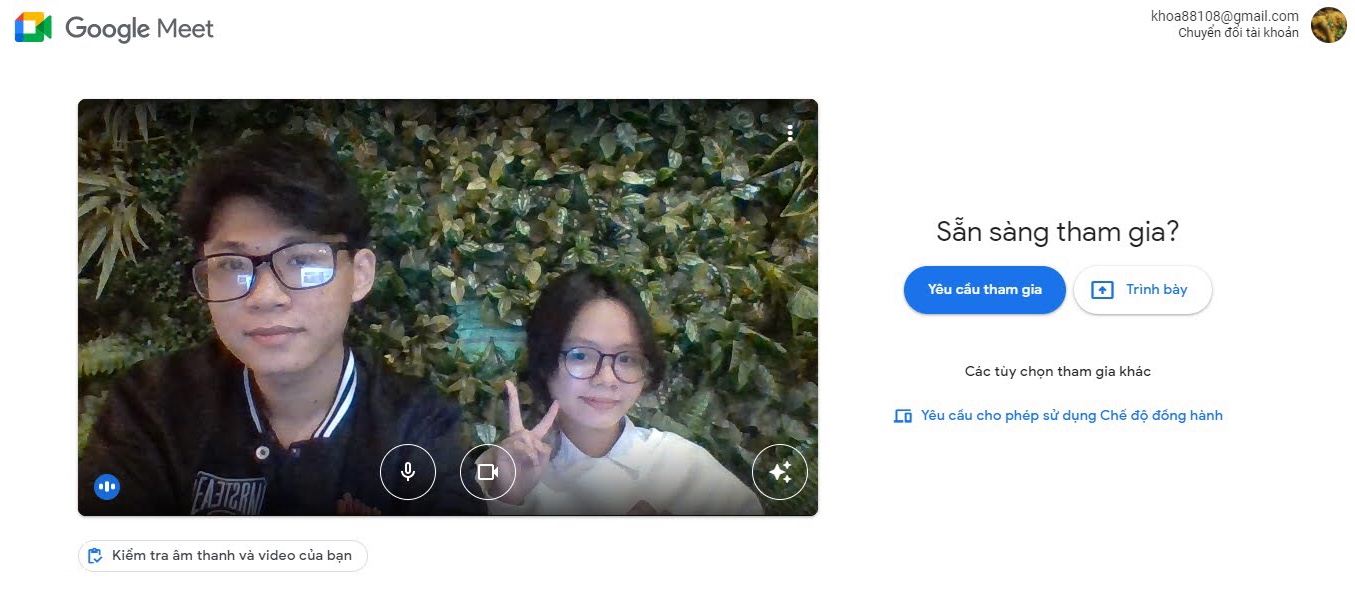 Google Meet
khoa88108@gmail.com
Chuyển đổi tài khoản
Sẵn sàng tham gia?
Yêu cầu tham gia
Trình bày
Các tùy chọn tham gia khác
Yêu cầu cho phép sử dụng Chế độ đồng hành
Kiểm tra âm thanh và video của bạn